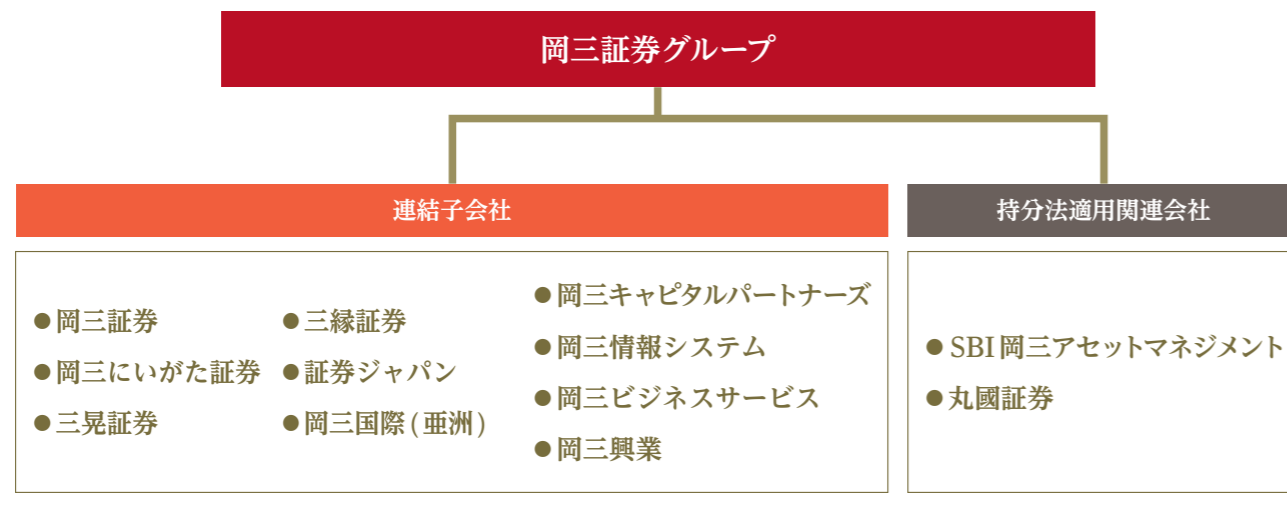 岡三証券グループ
連結子会社
●岡三証券
●岡三にいがた証券
●三晃証券
●三縁証券
●証券ジャパン
●岡三国際(亜洲)
●岡三キャピタルパートナーズ
●岡三情報システム
●岡三ビジネスサービス
●岡三興業
持分法適用関連会社
●SBI岡三アセットマネジメント
●丸國証券